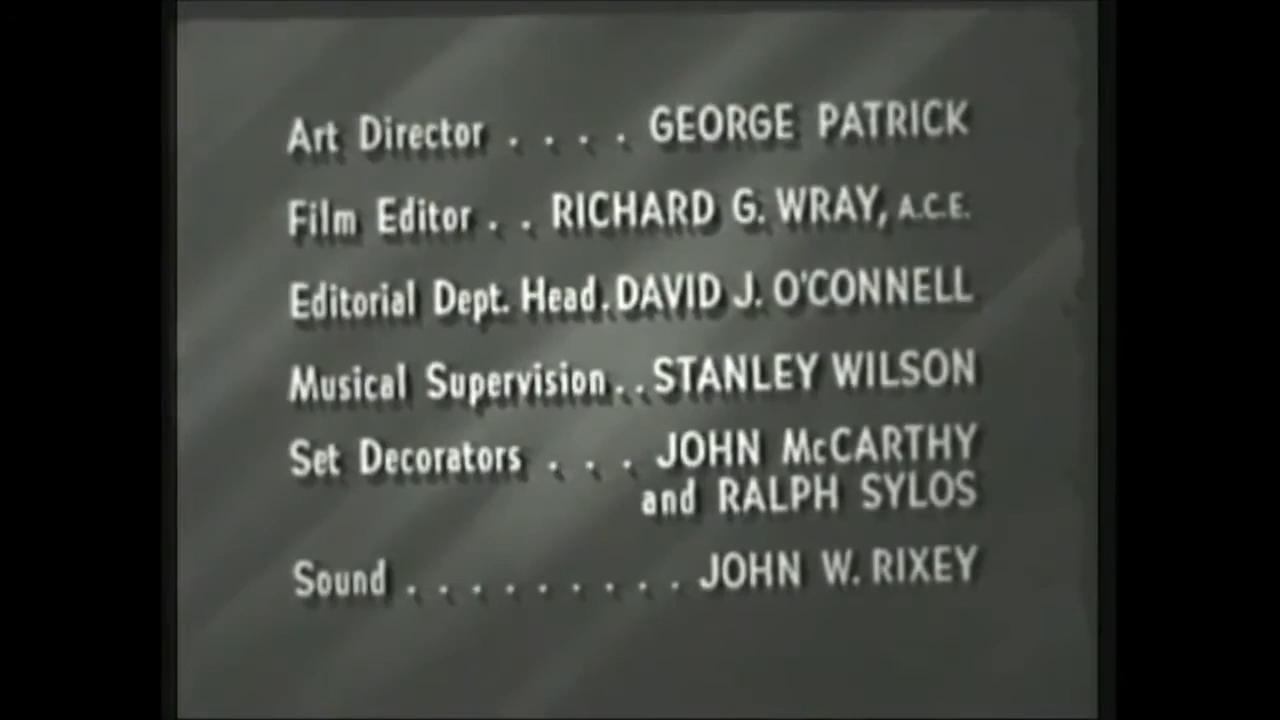 Art Director . . . . GEORGE PATRICK
Film Editor . . RICHARD G. WRAY, A.C.E.
Editorial Dept. Head. DAVID J. O'CONNELL
Musical Supervision . . STANLEY WILSON
Set Decorators . . . JOHN McCARTHY
and RALPH SYLOS
Sound . . . . . . . . . JOHN W. RIXEY